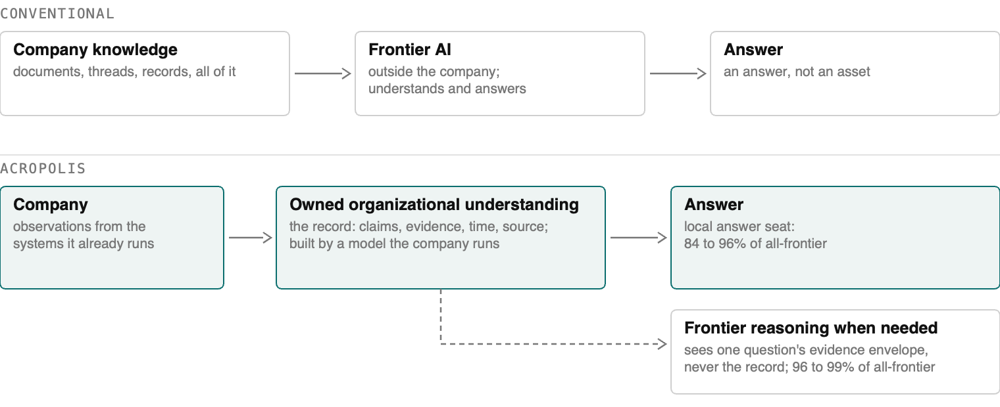 CONVENTIONAL
Company knowledge
documents, threads, records, all of it
Frontier AI
outside the company;
understands and answers
Answer
an answer, not an asset
ACROPOLIS
Company
observations from the
systems it already runs
Owned organizational understanding
the record: claims, evidence, time, source;
built by a model the company runs
Answer
local answer seat:
84 to 96% of all-frontier
Frontier reasoning when needed
sees one question's evidence envelope,
never the record; 96 to 99% of all-frontier